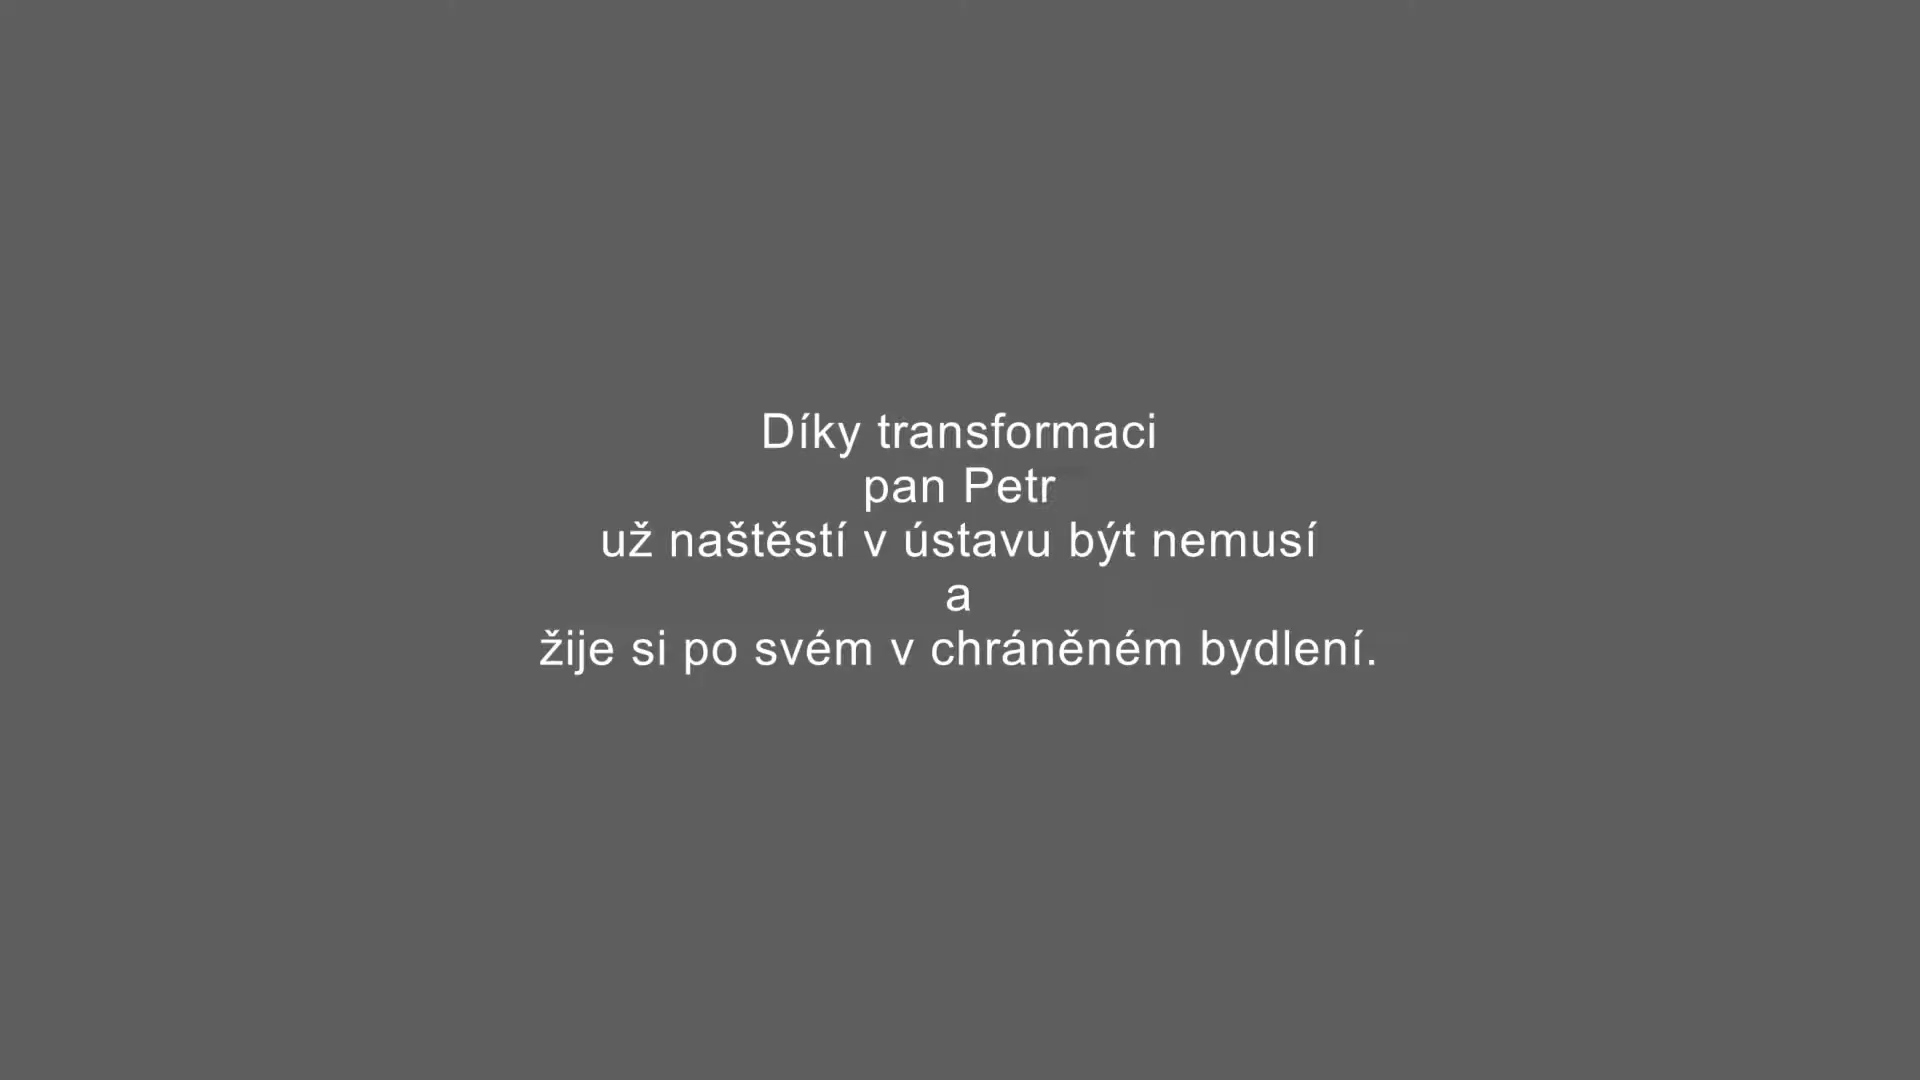 Díky transformaci
pan Petr
už naštěstí v ústavu být nemusí
a
žije si po svém v chráněném bydlení.